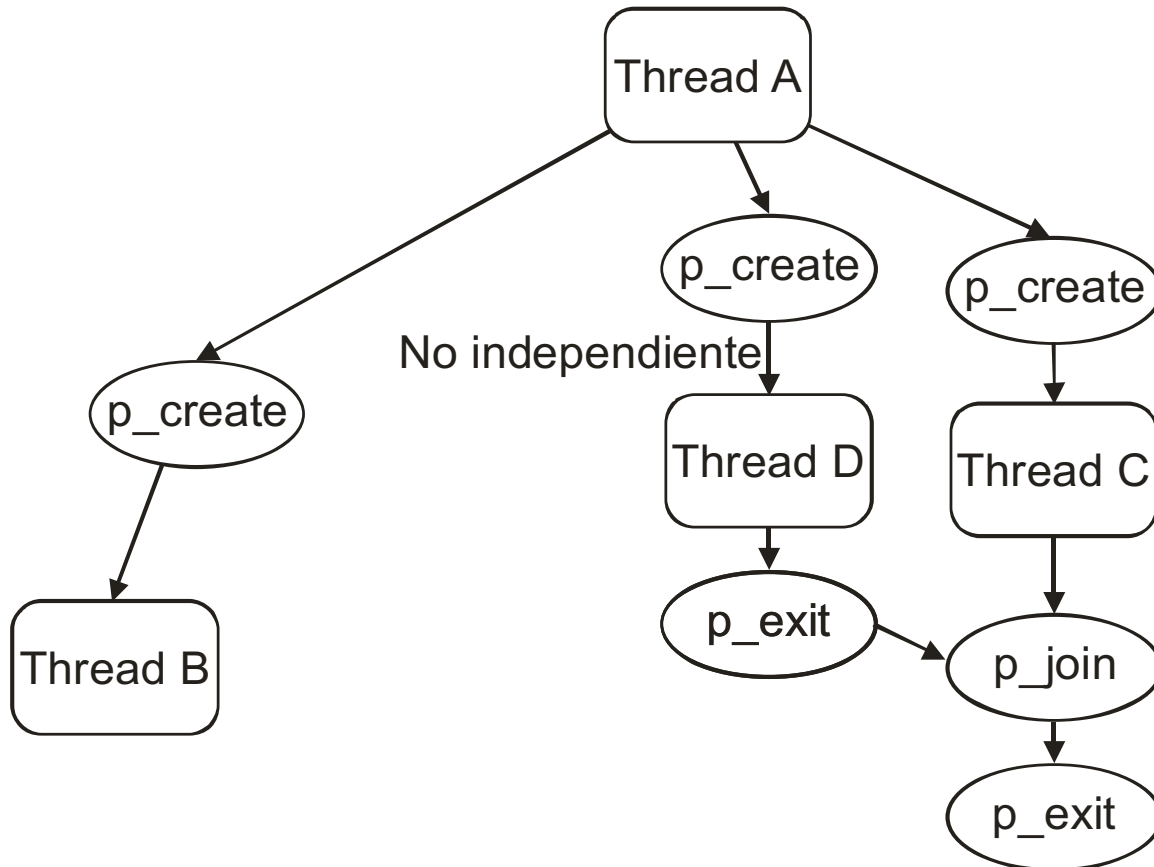 Thread A
p_create
p_create
No independiente
p_create
Thread D
Thread C
Thread B
p_exit
p_join
p_exit